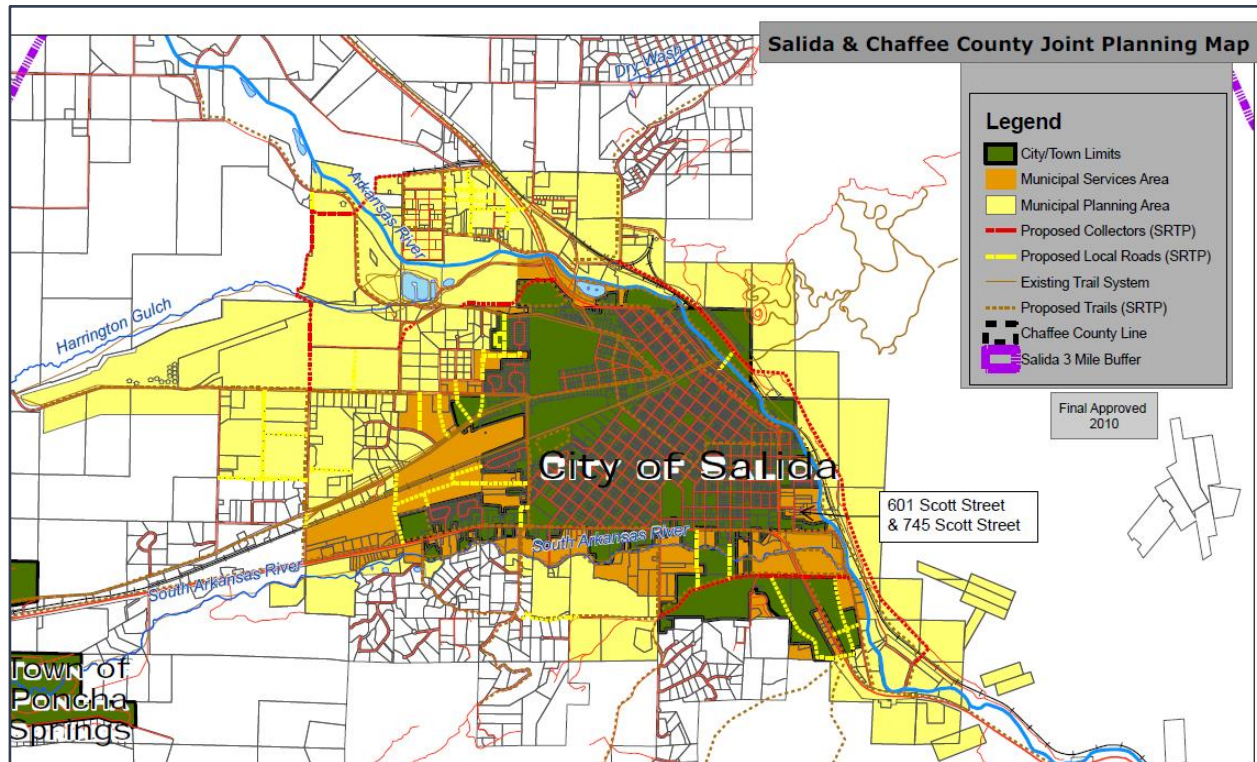 Salida & Chaffee County Joint Planning Map
Legend
City/Town Limits
Municipal Services Area
Municipal Planning Area
Proposed Collectors (SRTP)
Proposed Local Roads (SRTP)
Existing Trail System
Proposed Trails (SRTP)
Chaffee County Line
Salida 3 Mile Buffer
Final Approved
2010
Dry Wash
Arkansas River
Harrington Gulch
City of Salida
601 Scott Street
& 745 Scott Street
South Arkansas River
South Arkansas River
Town of
Poncha
Springs